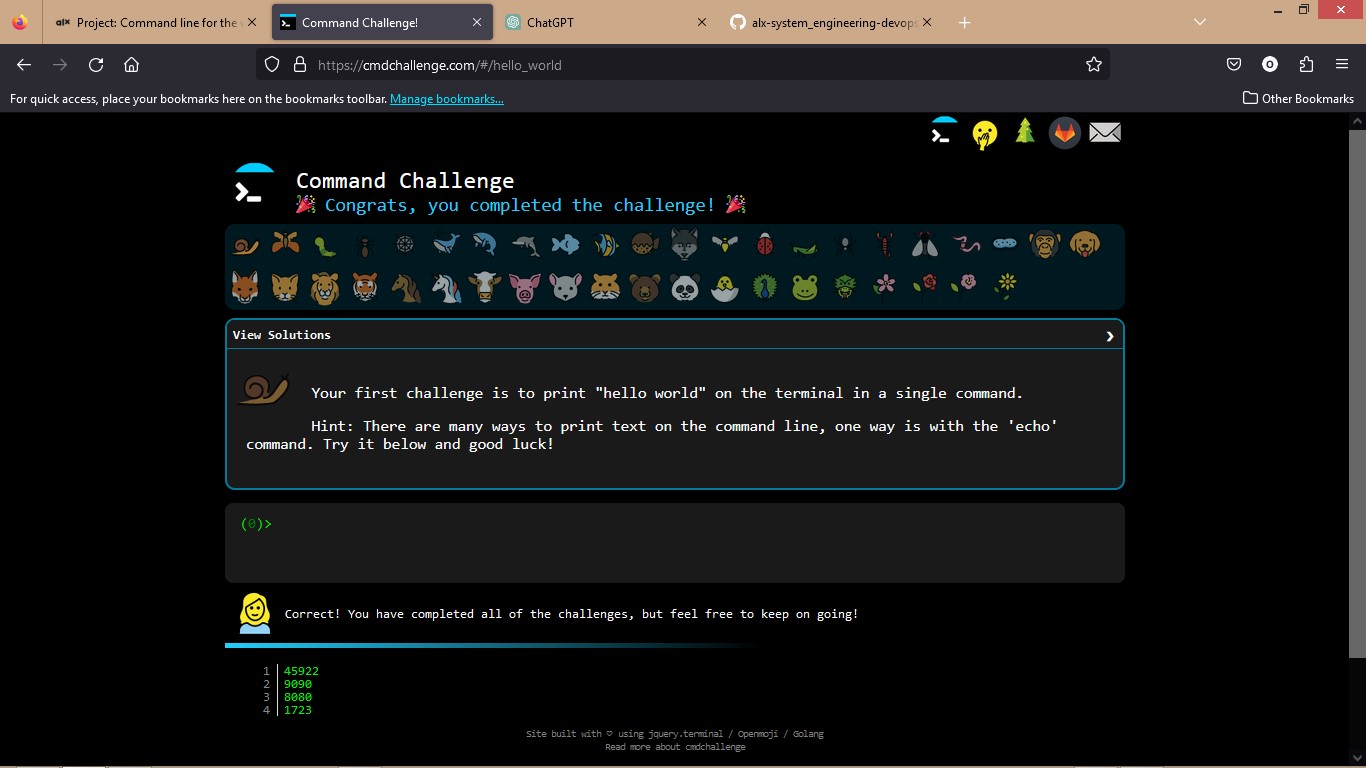 alx Project: Command line for the
Command Challenge!
ChatGPT
alx-system_engineering-devops
https://cmdchallenge.com/#/hello_world
For quick access, place your bookmarks here on the bookmarks toolbar. Manage bookmarks...
Other Bookmarks
Command Challenge
Congrats, you completed the challenge!
View Solutions
Your first challenge is to print "hello world" on the terminal in a single command.
Hint: There are many ways to print text on the command line, one way is with the 'echo'
command. Try it below and good luck!
(0)>
Correct! You have completed all of the challenges, but feel free to keep on going!
1 45922
2 9090
3 8080
4 1723
Site built with ♡ using jquery.terminal / Openmoji / Golang
Read more about cmdchallenge